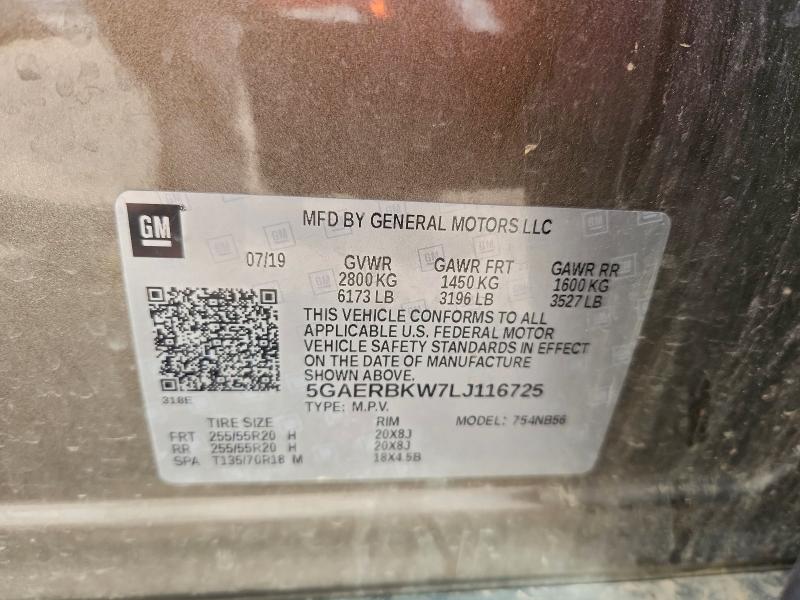 GM
MFD BY GENERAL MOTORS LLC
07/19 GVWR GAWR FRT GAWR RR
2800 KG 1450 KG 1600 KG
6173 LB 3196 LB 3527 LB
THIS VEHICLE CONFORMS TO ALL
APPLICABLE U.S. FEDERAL MOTOR
VEHICLE SAFETY STANDARDS IN EFFECT
ON THE DATE OF MANUFACTURE
SHOWN ABOVE.
318E
5GAERBKW7LJ116725
TYPE: M.P.V. MODEL: 754NB56
TIRE SIZE RIM
FRT 255/55R20 H 20X8J
RR 255/55R20 H 20X8J
SPA T135/70R18 M 18X4.5B